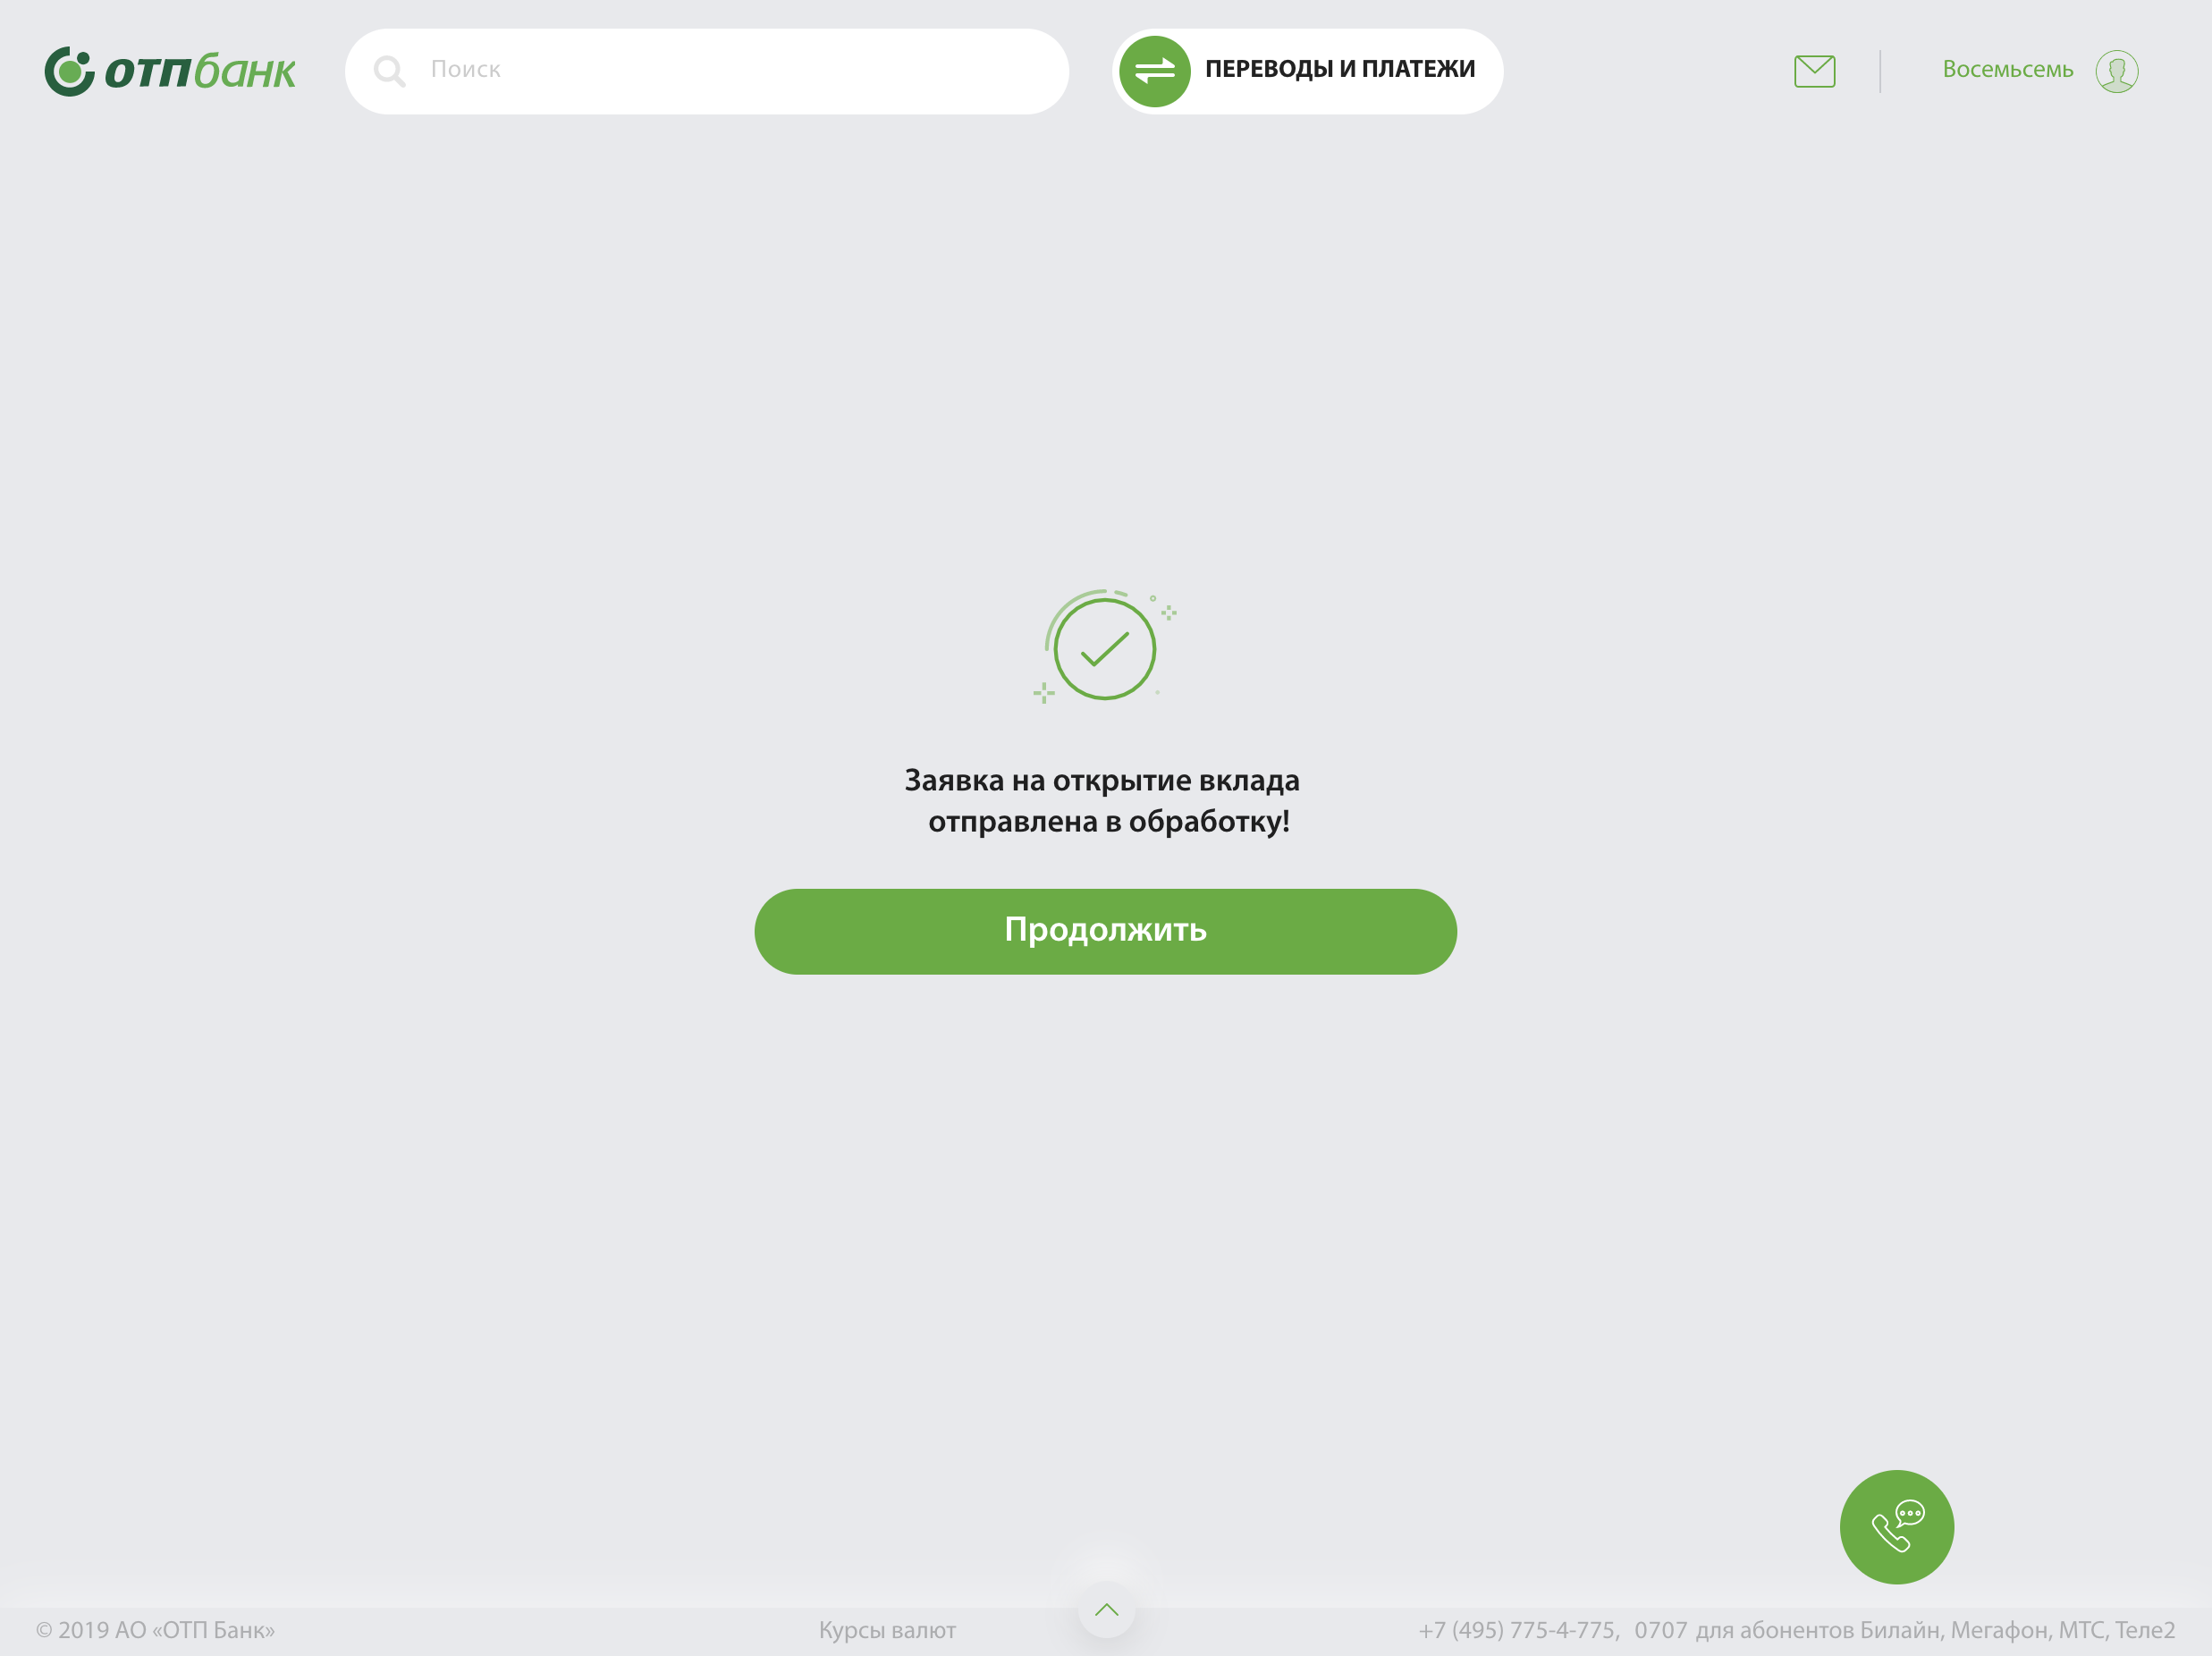 отпбанк
Поиск
ПЕРЕВОДЫ И ПЛАТЕЖИ
Восемьсемь
Заявка на открытие вклада
отправлена в обработку!
Продолжить
© 2019 АО «ОТП Банк»
Курсы валют
+7 (495) 775-4-775, 0707 для абонентов Билайн, Мегафон, МТС, Теле2